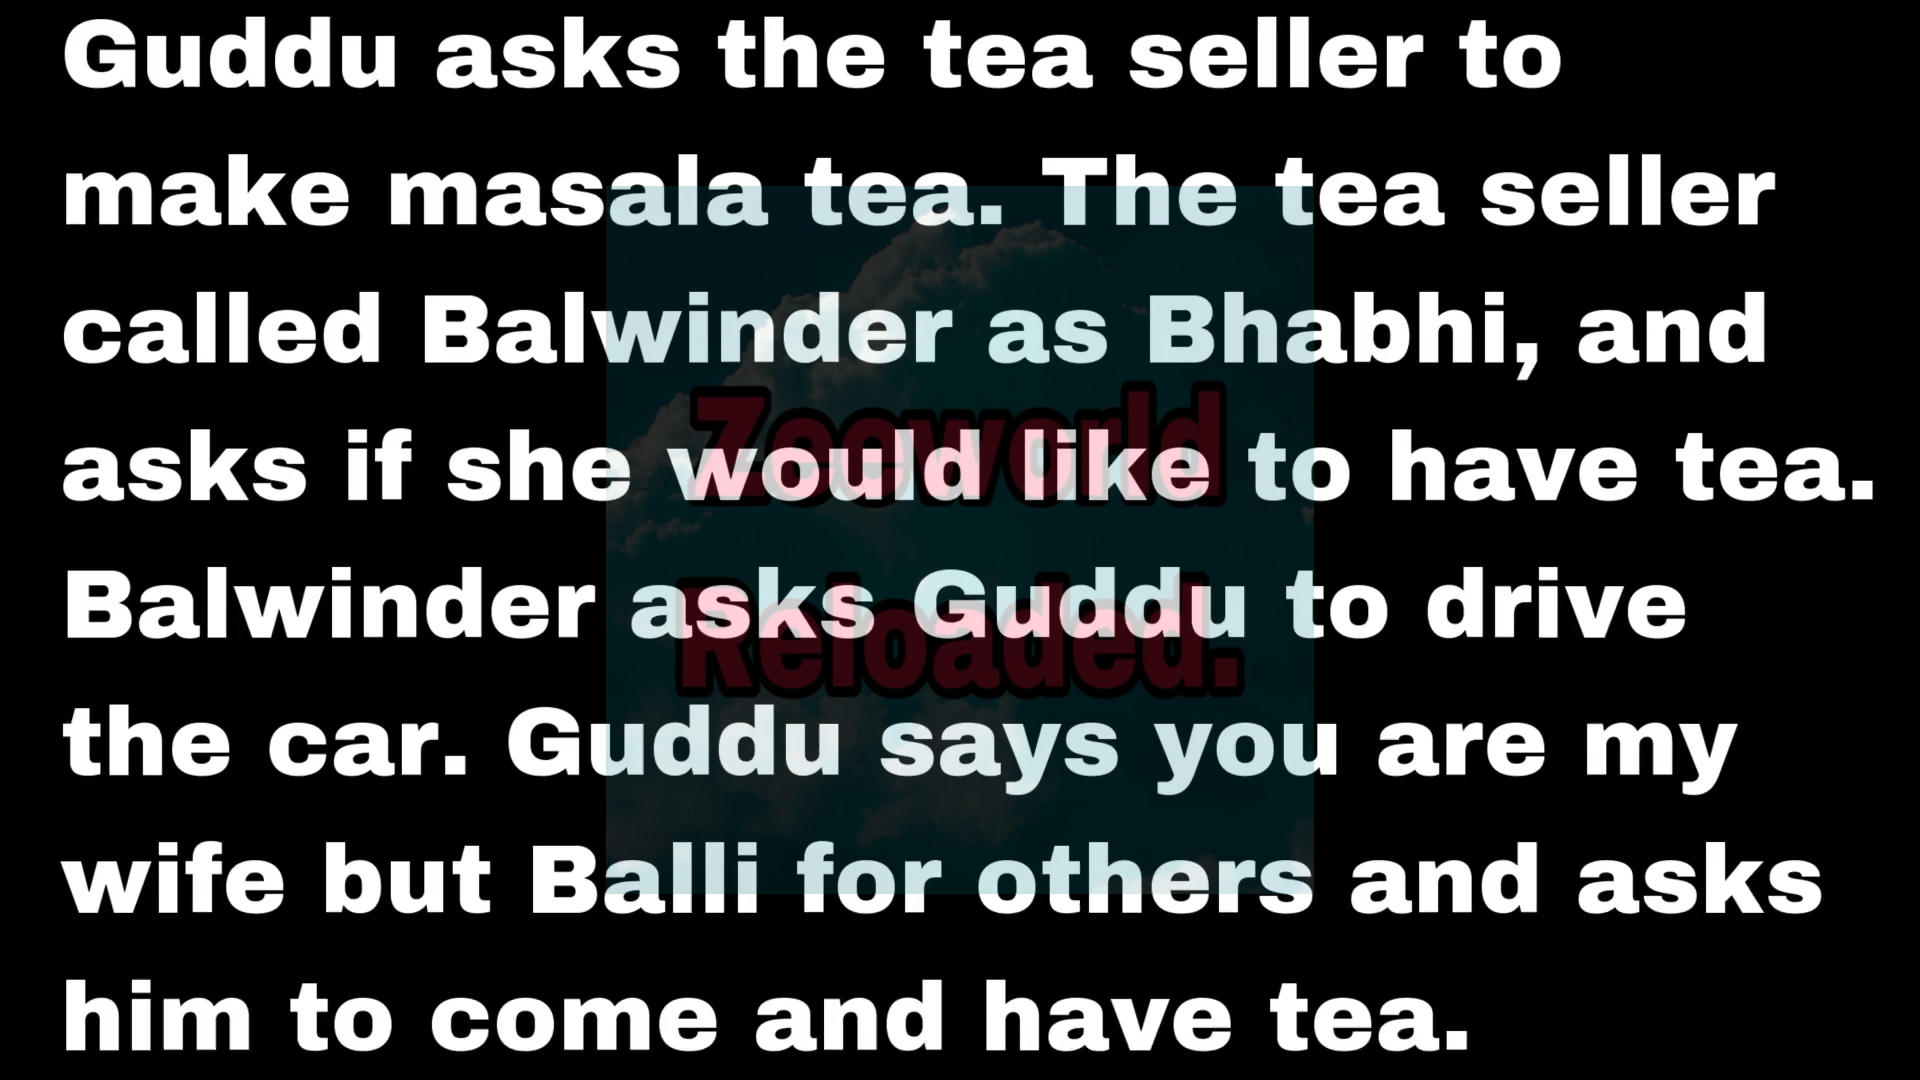 Guddu asks the tea seller to
make masala tea. The tea seller
called Balwinder as Bhabhi, and
asks if she would like to have tea.
Balwinder asks Guddu to drive
the car. Guddu says you are my
wife but Balli for others and asks
him to come and have tea.
Zeeworld
Reloaded.